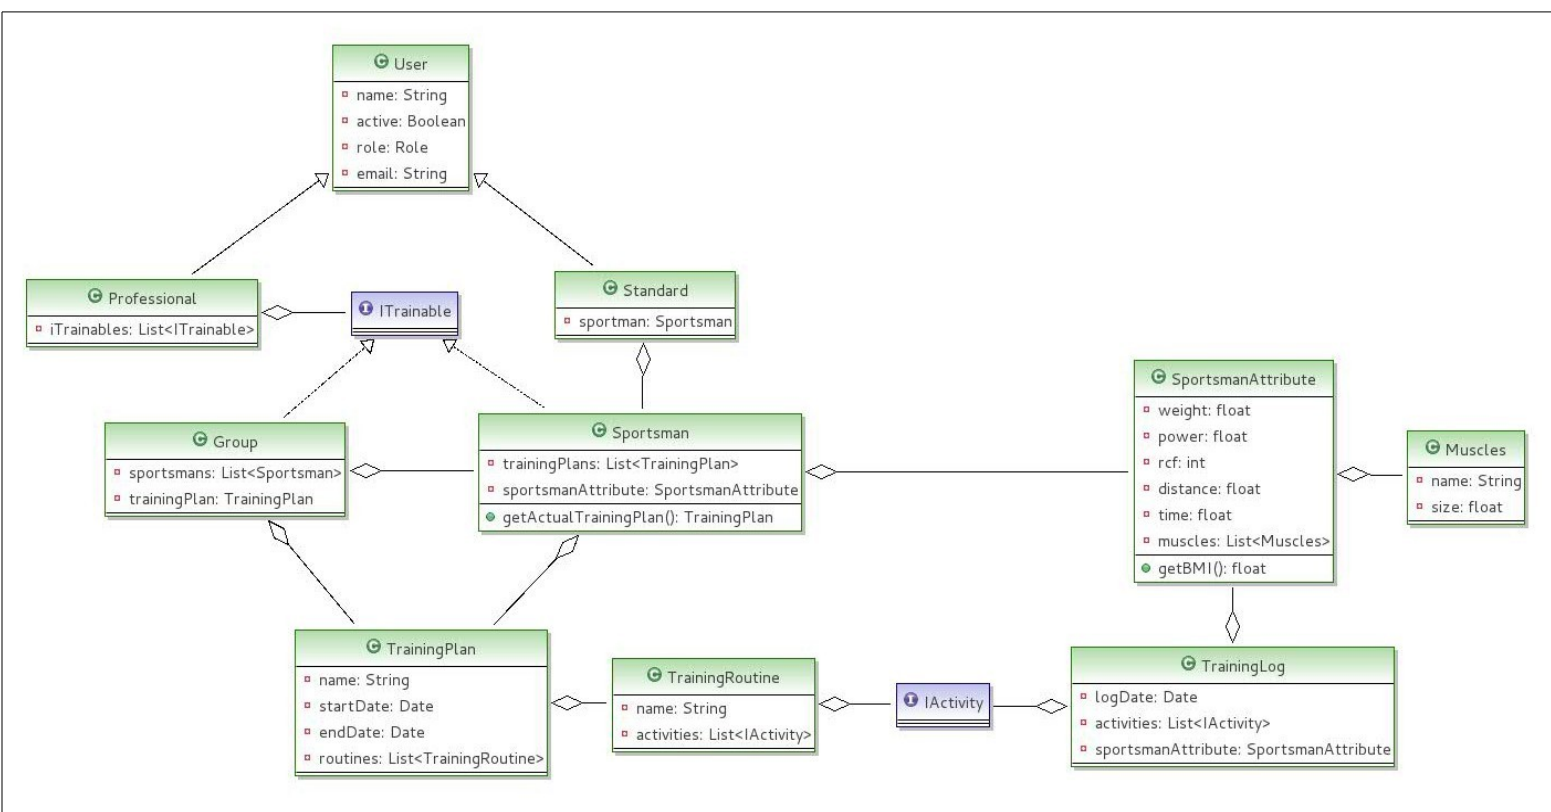 User
name: String
active: Boolean
role: Role
email: String
Professional
iTrainables: List<ITrainable>
ITrainable
Standard
sportman: Sportsman
Group
sportsmans: List<Sportsman>
trainingPlan: TrainingPlan
Sportsman
trainingPlans: List<TrainingPlan>
sportsmanAttribute: SportsmanAttribute
getActualTrainingPlan(): TrainingPlan
SportsmanAttribute
weight: float
power: float
rcf: int
distance: float
time: float
muscles: List<Muscles>
getBMI(): float
Muscles
name: String
size: float
TrainingPlan
name: String
startDate: Date
endDate: Date
routines: List<TrainingRoutine>
TrainingRoutine
name: String
activities: List<IActivity>
IActivity
TrainingLog
logDate: Date
activities: List<IActivity>
sportsmanAttribute: SportsmanAttribute